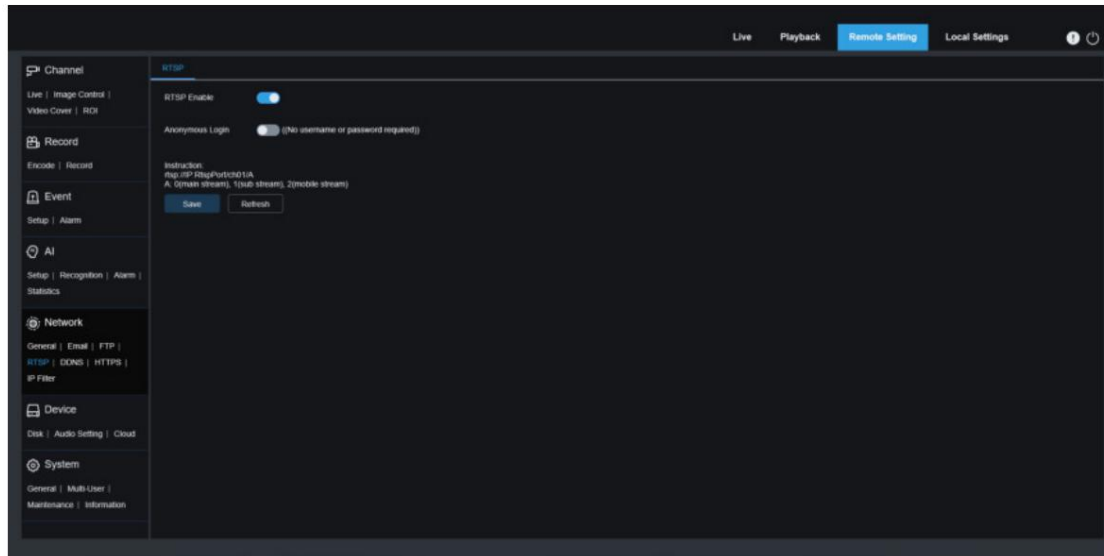 Live Playback Remote Setting Local Settings
Channel
Live | Image Control |
Video Cover | ROI
Record
Encode | Record
Event
Setup | Alarm
AI
Setup | Recognition | Alarm |
Statistics
Network
General | Email | FTP |
RTSP | DDNS | HTTPS |
IP Filter
Device
Disk | Audio Setting | Cloud
System
General | Multi-User |
Maintenance | Information
RTSP
RTSP Enable
Anonymous Login ((No username or password required))
Instruction:
rtsp://IP:RtspPort/ch01/A
A: 0(main stream), 1(sub stream), 2(mobile stream)
Save Refresh